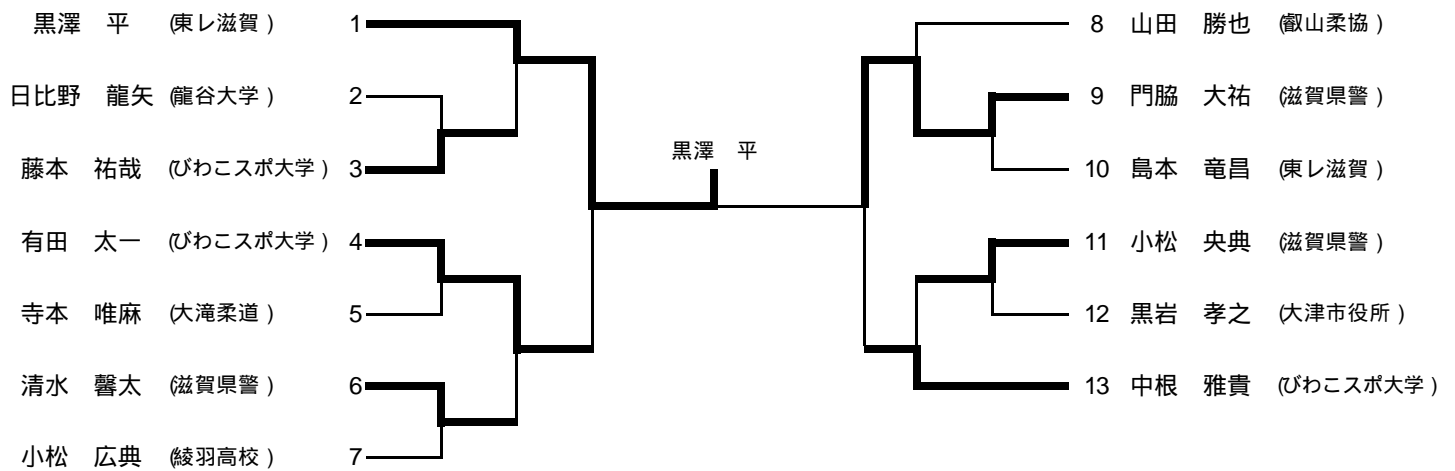 黒澤　平　(東レ滋賀)　1
日比野　龍矢　(龍谷大学)　2
藤本　祐哉　(びわこスポ大学)　3
有田　太一　(びわこスポ大学)　4
寺本　唯麻　(大滝柔道)　5
清水　馨太　(滋賀県警)　6
小松　広典　(綾羽高校)　7
黒澤　平
8　山田　勝也　(叡山柔協)
9　門脇　大祐　(滋賀県警)
10　島本　竜昌　(東レ滋賀)
11　小松　央典　(滋賀県警)
12　黒岩　孝之　(大津市役所)
13　中根　雅貴　(びわこスポ大学)